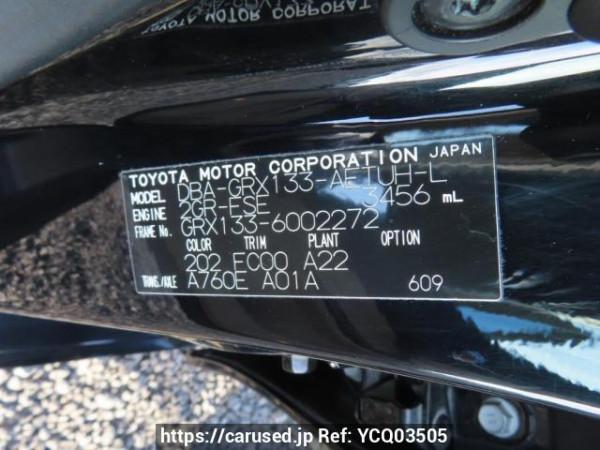 TOYOTA MOTOR CORPORATION JAPAN
MODEL DBA-GRX133-AETUH-L
ENGINE 2GR-FSE 3456 mL
FRAME No. GRX133-6002272
COLOR TRIM PLANT OPTION
202 FC00 A22
TRANS./AXLE A760E A01A 609
https://carused.jp Ref: YCQ03505